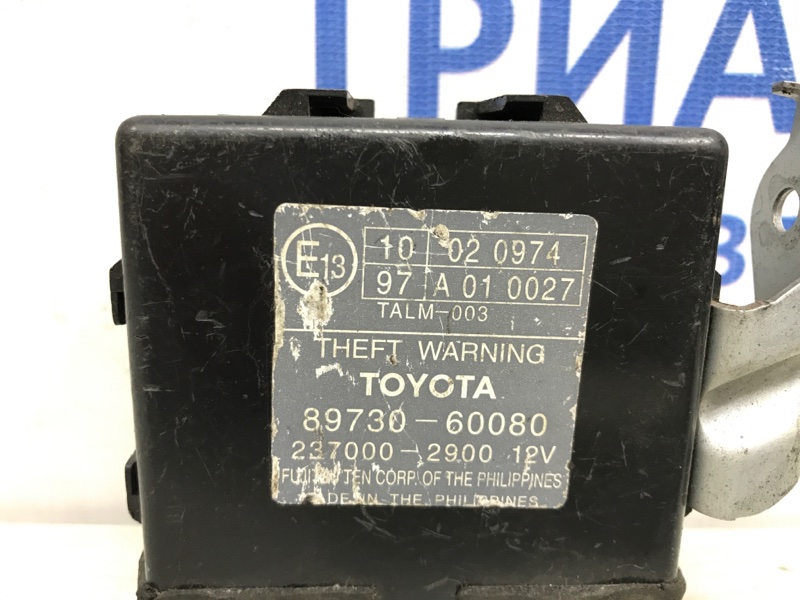 ТРИА
E13
10 02 0974
97 A 01 0027
TALM-003
THEFT WARNING
TOYOTA
89730-60080
237000-2900 12V
FUJITSU TEN CORP. OF THE PHILIPPINES
MADE IN THE PHILIPPINES